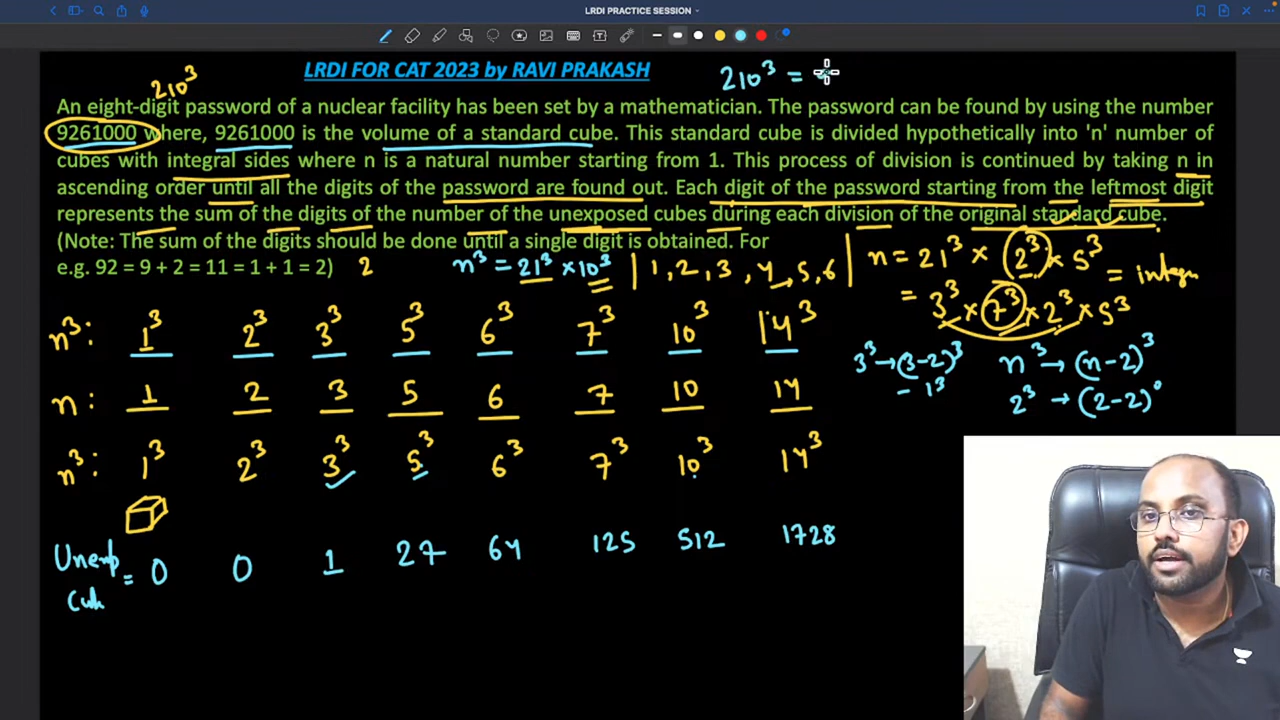 LRDI PRACTICE SESSION
210³
LRDI FOR CAT 2023 by RAVI PRAKASH
210³ =
An eight-digit password of a nuclear facility has been set by a mathematician. The password can be found by using the number
9261000 where, 9261000 is the volume of a standard cube. This standard cube is divided hypothetically into 'n' number of
cubes with integral sides where n is a natural number starting from 1. This process of division is continued by taking n in
ascending order until all the digits of the password are found out. Each digit of the password starting from the leftmost digit
represents the sum of the digits of the number of the unexposed cubes during each division of the original standard cube.
(Note: The sum of the digits should be done until a single digit is obtained. For
e.g. 92 = 9 + 2 = 11 = 1 + 1 = 2) 2
n³ = 21³ × 10³ | 1, 2, 3, 4, 5, 6 | n = 21³ × 2³ × 5³
= 3³ × 7³ × 2³ × 5³ = integ
n³: 1³ 2³ 3³ 5³ 6³ 7³ 10³ 14³
3³ → (3-2)³ n³ → (n-2)³
- 1³ 2³ → (2-2)°
n: 1 2 3 5 6 7 10 14
n³: 1³ 2³ 3³ 5³ 6³ 7³ 10³ 14³
Unexp
Cub = 0 0 1 27 64 125 512 1728